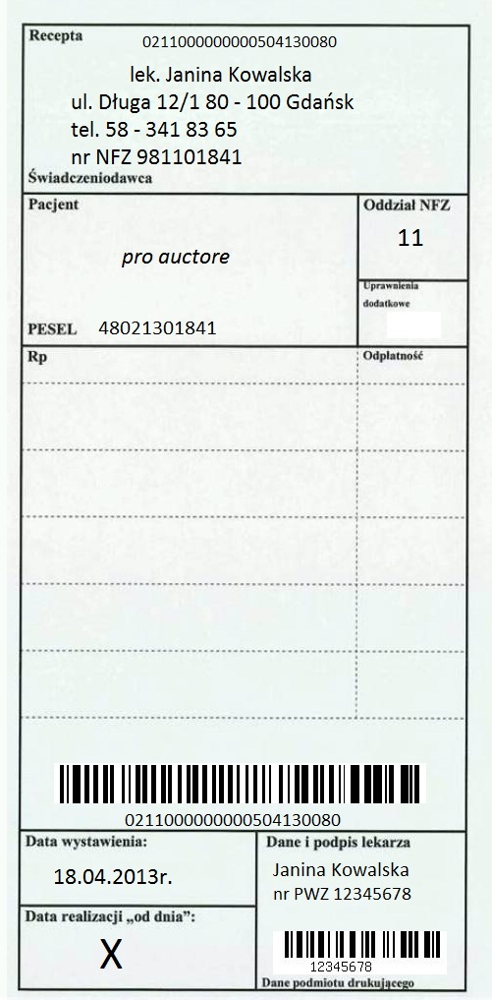 Recepta
0211000000000504130080
lek. Janina Kowalska
ul. Długa 12/1 80 - 100 Gdańsk
tel. 58 - 341 83 65
nr NFZ 981101841
Świadczeniodawca
Pacjent
Oddział NFZ
11
pro auctore
Uprawnienia
dodatkowe
PESEL 48021301841
Rp
Odpłatność
0211000000000504130080
Data wystawienia:
18.04.2013r.
Dane i podpis lekarza
Janina Kowalska
nr PWZ 12345678
Data realizacji „od dnia”:
X
12345678
Dane podmiotu drukującego